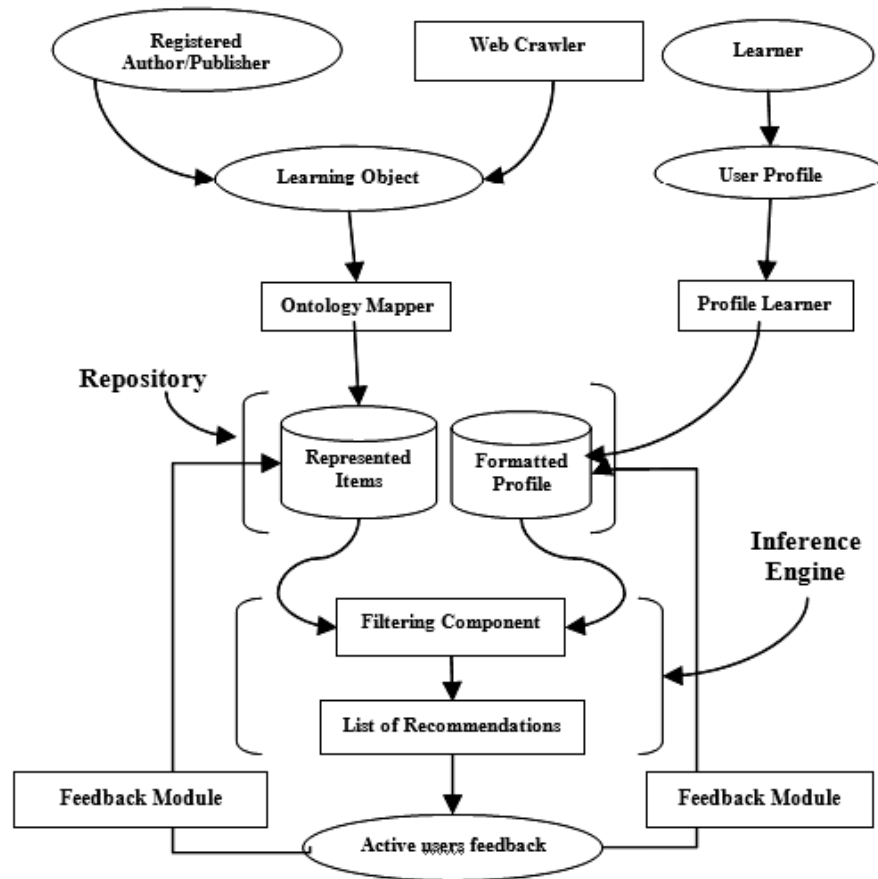 Registered
Author/Publisher
Web Crawler
Learner
Learning Object
User Profile
Ontology Mapper
Profile Learner
Repository
Represented
Items
Formatted
Profile
Inference
Engine
Filtering Component
List of Recommendations
Feedback Module
Feedback Module
Active users feedback